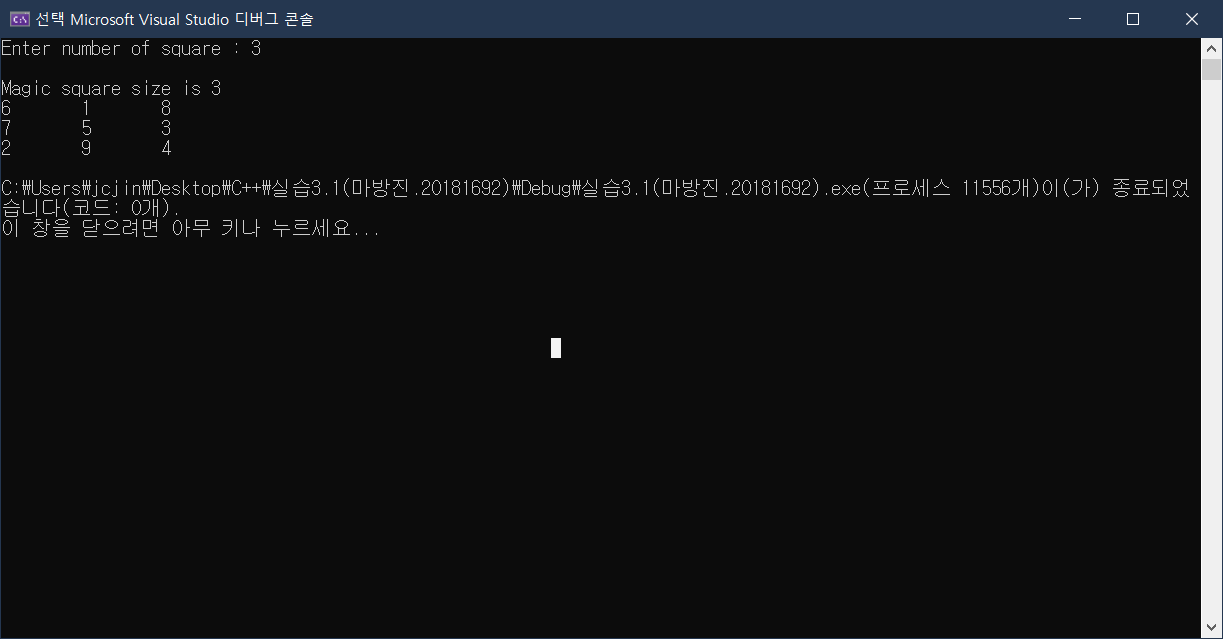 선택 Microsoft Visual Studio 디버그 콘솔
Enter number of square : 3
Magic square size is 3
6 1 8
7 5 3
2 9 4
C:₩Users₩jcjin₩Desktop₩C++₩실습3.1(마방진.20181692)₩Debug₩실습3.1(마방진.20181692).exe(프로세스 11556개)이(가) 종료되었
습니다(코드: 0개).
이 창을 닫으려면 아무 키나 누르세요...